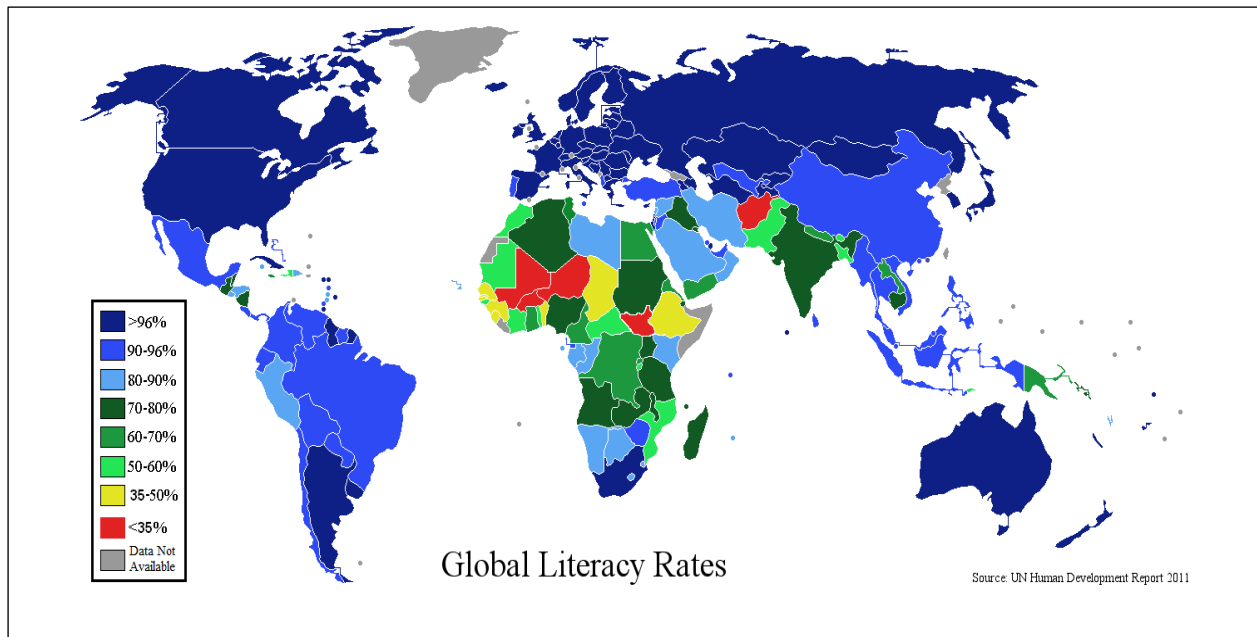 >96%
90-96%
80-90%
70-80%
60-70%
50-60%
35-50%
<35%
Data Not
Available
Global Literacy Rates
Source: UN Human Development Report 2011